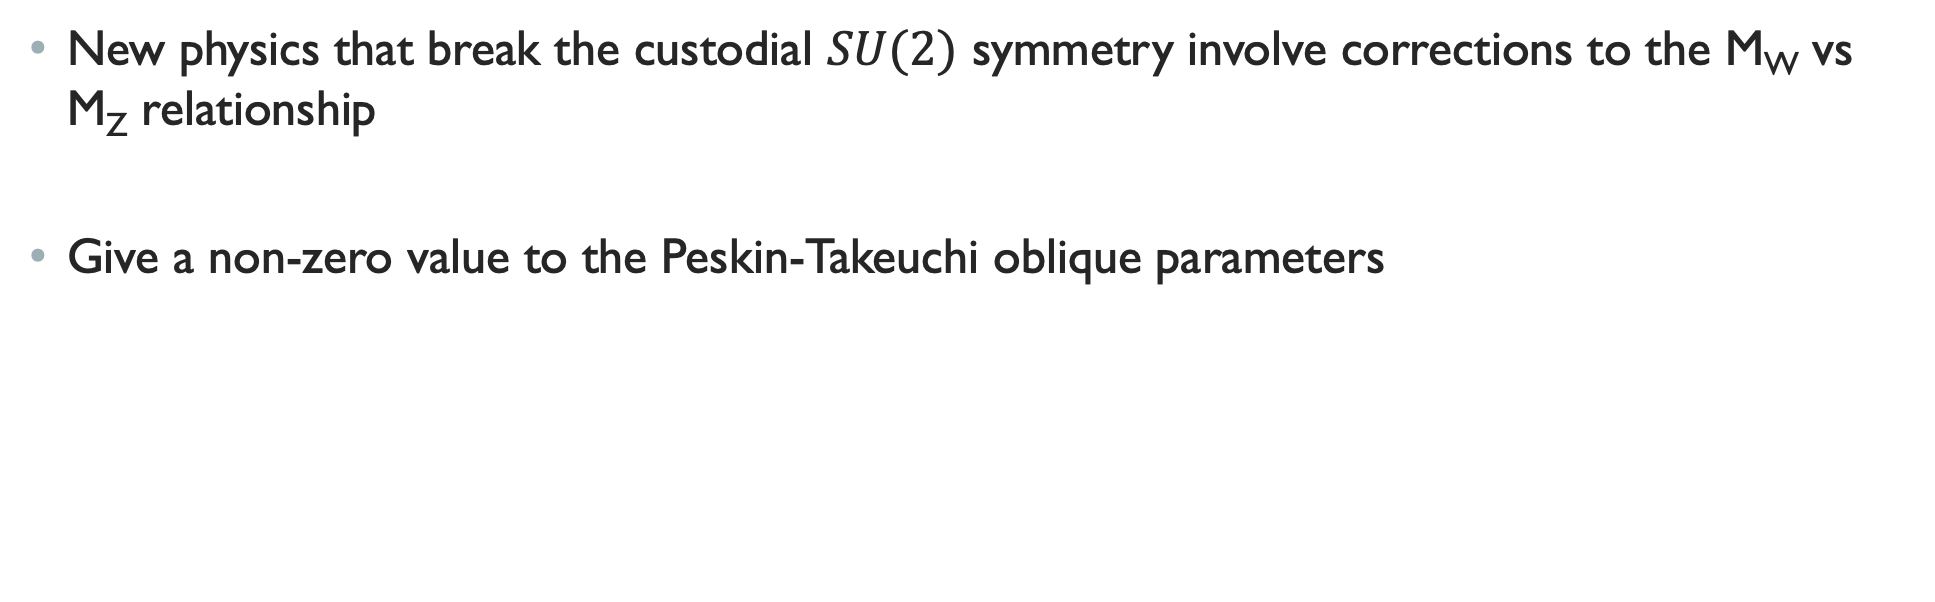 • New physics that break the custodial 𝑆𝑈(2) symmetry involve corrections to the M_W vs
M_Z relationship
• Give a non-zero value to the Peskin-Takeuchi oblique parameters